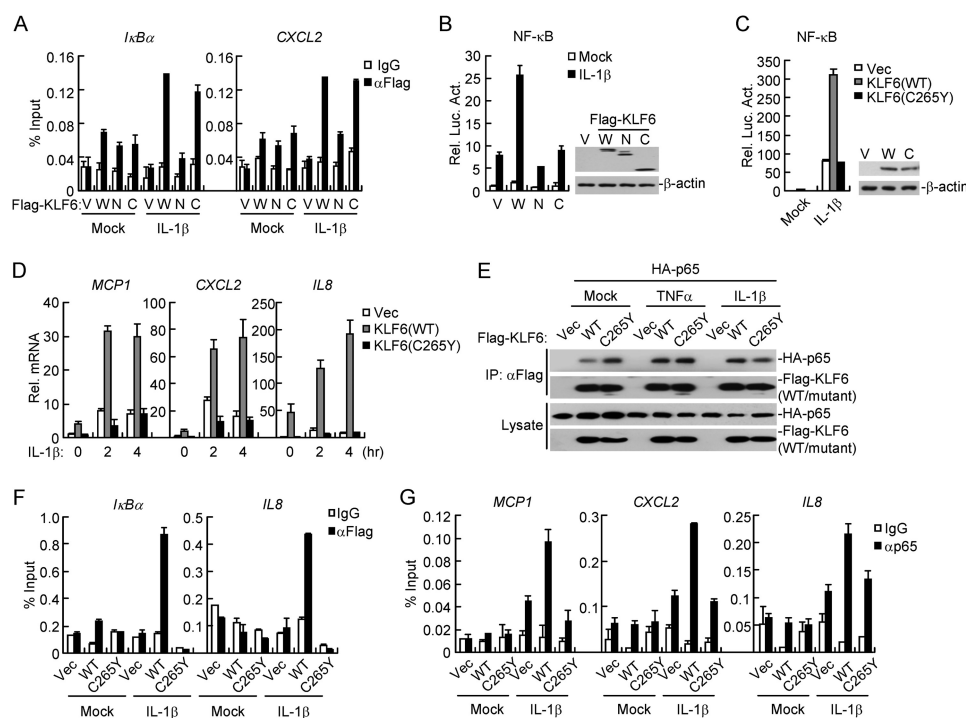 A
IκBα
CXCL2
% Input
0.16
0.12
0.08
0.04
0
IgG
αFlag
Flag-KLF6: V W N C V W N C V W N C V W N C
Mock IL-1β Mock IL-1β
B
NF-κB
Rel. Luc. Act.
30
25
20
15
10
5
0
Mock
IL-1β
V W N C
Flag-KLF6
V W N C
-β-actin
C
NF-κB
Rel. Luc. Act.
350
300
250
200
150
100
50
0
Vec
KLF6(WT)
KLF6(C265Y)
Mock IL-1β
V W C
-β-actin
D
MCP1 CXCL2 IL8
Rel. mRNA
40
30
20
10
0
100
80
60
40
20
0
250
200
150
100
50
0
Vec
KLF6(WT)
KLF6(C265Y)
IL-1β: 0 2 4 0 2 4 0 2 4 (hr)
E
HA-p65
Mock TNFα IL-1β
Flag-KLF6: Vec WT C265Y Vec WT C265Y Vec WT C265Y
IP: αFlag
-HA-p65
-Flag-KLF6
(WT/mutant)
Lysate
-HA-p65
-Flag-KLF6
(WT/mutant)
F
IκBα IL8
% Input
1.0
0.8
0.6
0.4
0.2
0.0
0.5
0.4
0.3
0.2
0.1
0.0
IgG
αFlag
Vec WT C265Y Vec WT C265Y Vec WT C265Y Vec WT C265Y
Mock IL-1β Mock IL-1β
G
MCP1 CXCL2 IL8
% Input
0.12
0.10
0.08
0.06
0.04
0.02
0
0.3
0.2
0.1
0
0.25
0.20
0.15
0.10
0.05
0
IgG
αp65
Vec WT C265Y Vec WT C265Y Vec WT C265Y Vec WT C265Y Vec WT C265Y Vec WT C265Y
Mock IL-1β Mock IL-1β Mock IL-1β